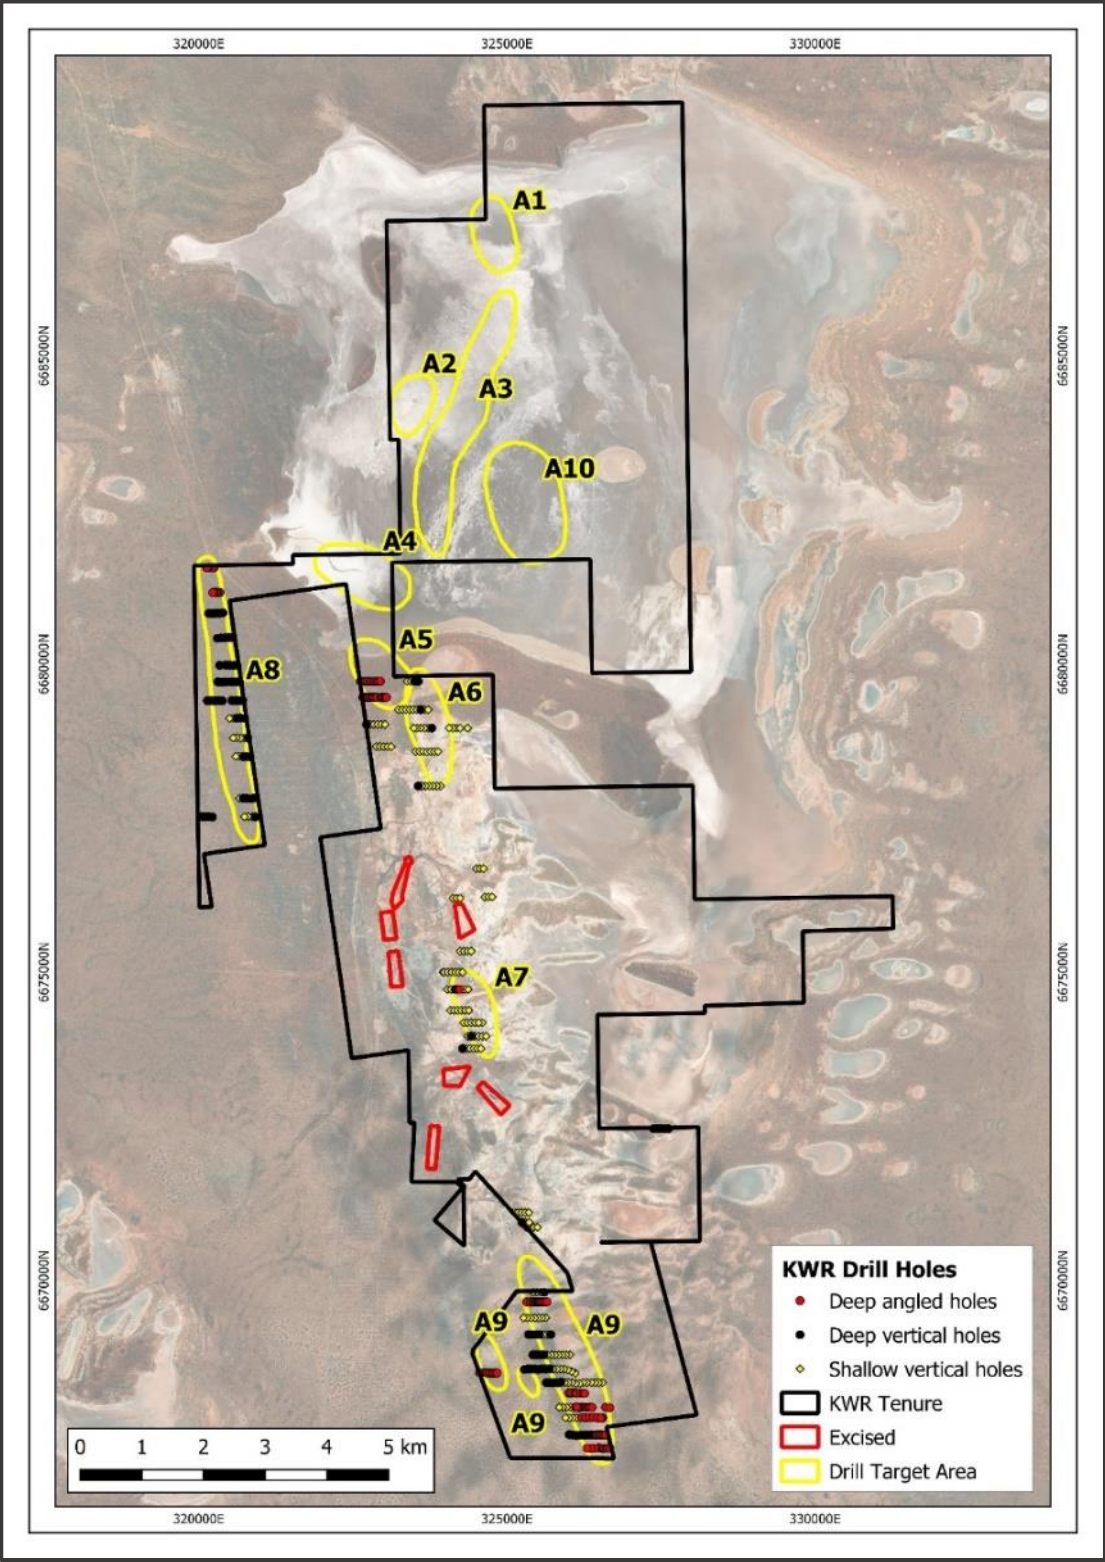 320000E 325000E 330000E
A1
6685000N 6685000N
A2
A3
A10
A4
A5
6680000N 6680000N
A8
A6
6675000N 6675000N
A7
6670000N 6670000N
KWR Drill Holes
Deep angled holes
A9 A9
Deep vertical holes
Shallow vertical holes
KWR Tenure
A9
Excised
0 1 2 3 4 5 km
Drill Target Area
320000E 325000E 330000E